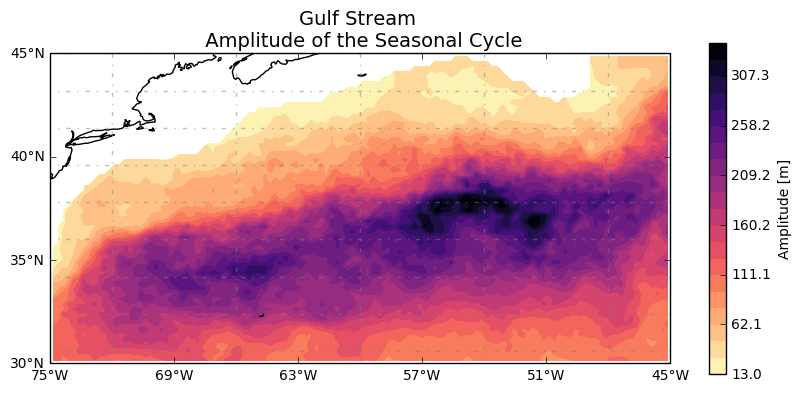 Gulf Stream
Amplitude of the Seasonal Cycle
45°N
40°N
35°N
30°N
75°W
69°W
63°W
57°W
51°W
45°W
307.3
258.2
209.2
160.2
111.1
62.1
13.0
Amplitude [m]